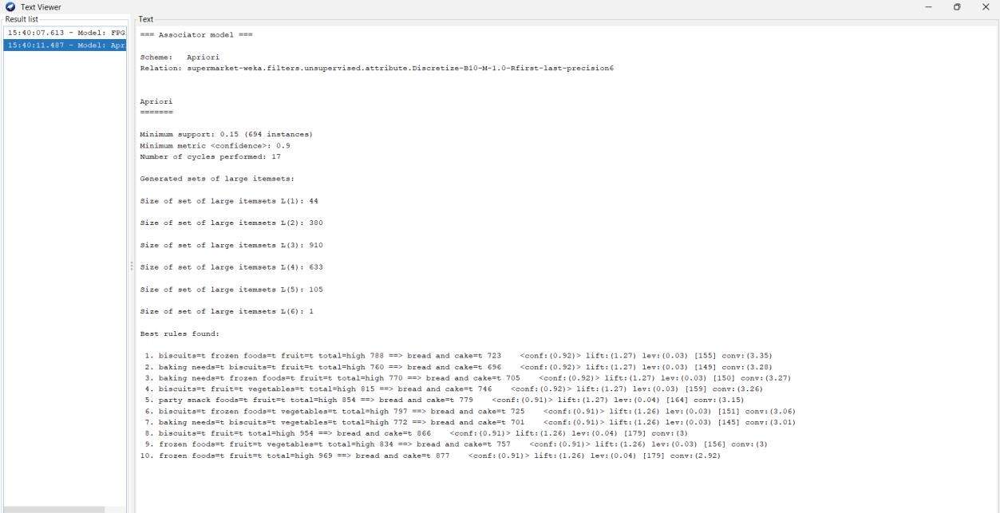 Text Viewer
Result list
15:40:07.613 - Model: FPG
15:40:11.487 - Model: Apr
Text
=== Associator model ===
Scheme: Apriori
Relation: supermarket-weka.filters.unsupervised.attribute.Discretize-B10-M-1.0-Rfirst-last-precision6
Apriori
=======
Minimum support: 0.15 (694 instances)
Minimum metric <confidence>: 0.9
Number of cycles performed: 17
Generated sets of large itemsets:
Size of set of large itemsets L(1): 44
Size of set of large itemsets L(2): 380
Size of set of large itemsets L(3): 910
Size of set of large itemsets L(4): 633
Size of set of large itemsets L(5): 105
Size of set of large itemsets L(6): 1
Best rules found:
1. biscuits=t frozen foods=t fruit=t total=high 788 ==> bread and cake=t 723 <conf:(0.92)> lift:(1.27) lev:(0.03) [155] conv:(3.35)
2. baking needs=t biscuits=t fruit=t total=high 760 ==> bread and cake=t 696 <conf:(0.92)> lift:(1.27) lev:(0.03) [149] conv:(3.28)
3. baking needs=t frozen foods=t fruit=t total=high 770 ==> bread and cake=t 705 <conf:(0.92)> lift:(1.27) lev:(0.03) [150] conv:(3.27)
4. biscuits=t fruit=t vegetables=t total=high 815 ==> bread and cake=t 746 <conf:(0.92)> lift:(1.27) lev:(0.03) [159] conv:(3.26)
5. party snack foods=t fruit=t total=high 854 ==> bread and cake=t 779 <conf:(0.91)> lift:(1.27) lev:(0.04) [164] conv:(3.15)
6. biscuits=t frozen foods=t vegetables=t total=high 797 ==> bread and cake=t 725 <conf:(0.91)> lift:(1.26) lev:(0.03) [151] conv:(3.06)
7. baking needs=t biscuits=t vegetables=t total=high 772 ==> bread and cake=t 701 <conf:(0.91)> lift:(1.26) lev:(0.03) [145] conv:(3.01)
8. biscuits=t fruit=t total=high 954 ==> bread and cake=t 866 <conf:(0.91)> lift:(1.26) lev:(0.04) [179] conv:(3)
9. frozen foods=t fruit=t vegetables=t total=high 834 ==> bread and cake=t 757 <conf:(0.91)> lift:(1.26) lev:(0.03) [156] conv:(3)
10. frozen foods=t fruit=t total=high 969 ==> bread and cake=t 877 <conf:(0.91)> lift:(1.26) lev:(0.04) [179] conv:(2.92)